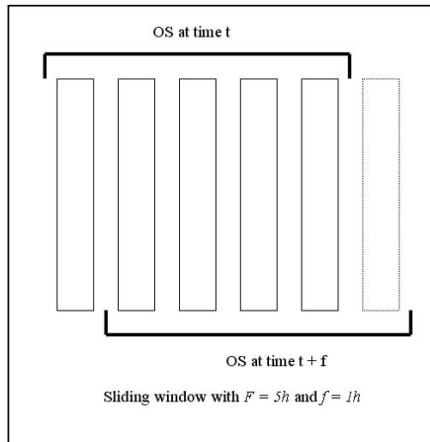 OS at time t
OS at time t + f
Sliding window with F = 5h and f = 1h